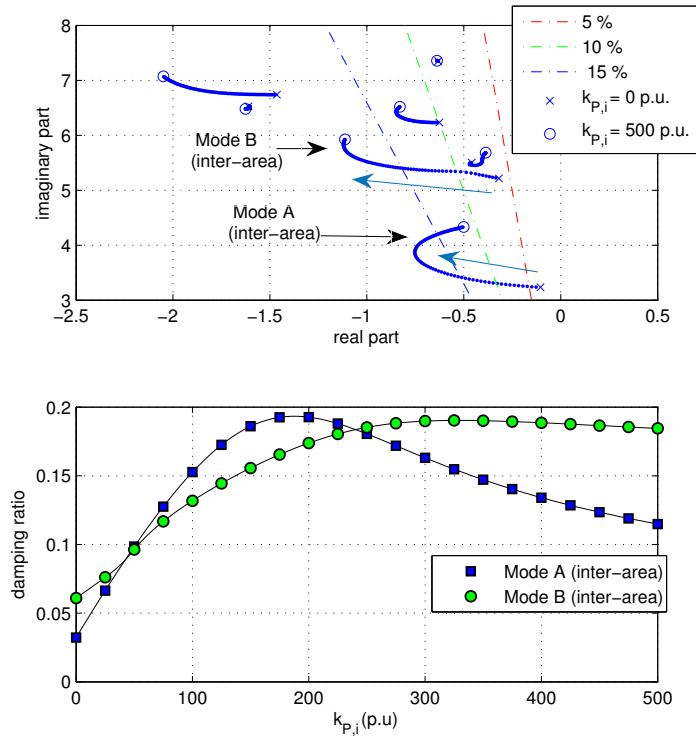 5 %
10 %
15 %
k_P,i = 0 p.u.
k_P,i = 500 p.u.
8
7
6
5
4
3
imaginary part
Mode B
(inter−area)
Mode A
(inter−area)
−2.5
−2
−1.5
−1
−0.5
0
0.5
real part
0.2
0.15
0.1
0.05
0
damping ratio
Mode A (inter−area)
Mode B (inter−area)
0
100
200
300
400
500
k_P,i (p.u)